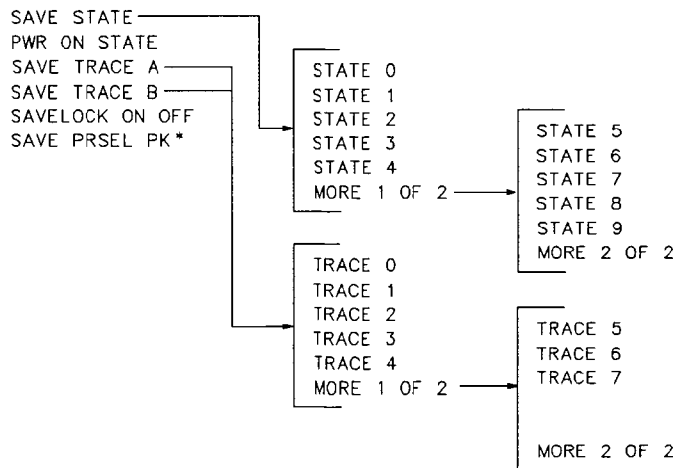 SAVE STATE
PWR ON STATE
SAVE TRACE A
SAVE TRACE B
SAVELOCK ON OFF
SAVE PRSEL PK*
STATE 0
STATE 1
STATE 2
STATE 3
STATE 4
MORE 1 OF 2
STATE 5
STATE 6
STATE 7
STATE 8
STATE 9
MORE 2 OF 2
TRACE 0
TRACE 1
TRACE 2
TRACE 3
TRACE 4
MORE 1 OF 2
TRACE 5
TRACE 6
TRACE 7
MORE 2 OF 2